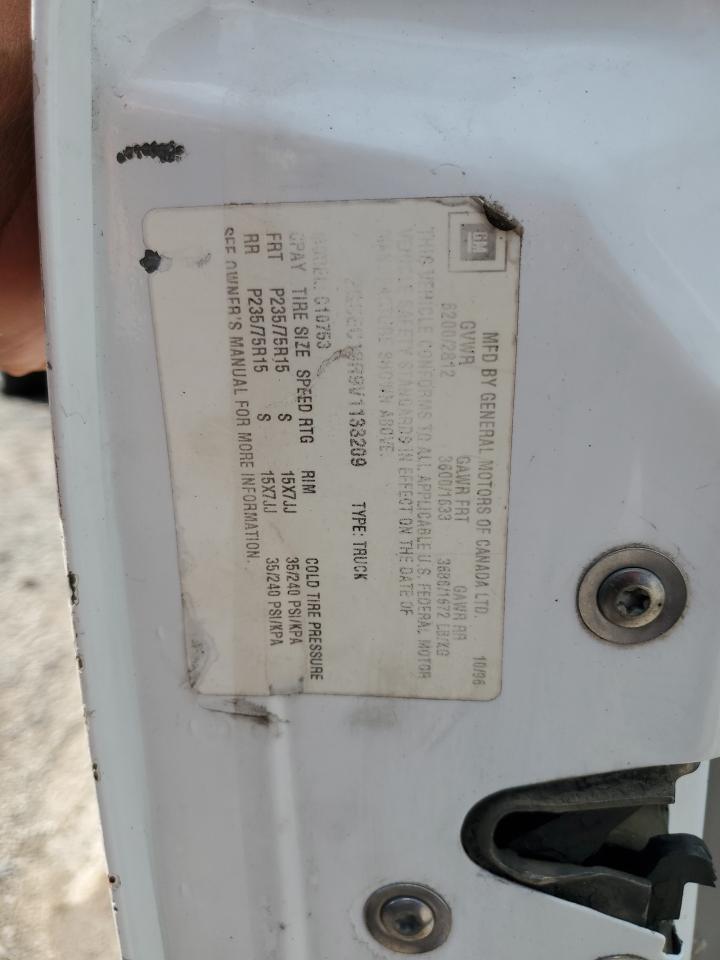 GM
MFD BY GENERAL MOTORS OF CANADA LTD. 10/96
GVWR GAWR FRT GAWR RR
6200/2812 3600/1633 3686/1672 LB/KG
THIS VEHICLE CONFORMS TO ALL APPLICABLE U.S. FEDERAL MOTOR
VEHICLE SAFETY STANDARDS IN EFFECT ON THE DATE OF
SHOWN ABOVE.
TYPE: TRUCK
MODEL: C10753
TIRE SIZE SPEED RTG RIM COLD TIRE PRESSURE
FRT P235/75R15 S 15X7JJ 35/240 PSI/KPA
RR P235/75R15 S 15X7JJ 35/240 PSI/KPA
SEE OWNER'S MANUAL FOR MORE INFORMATION.